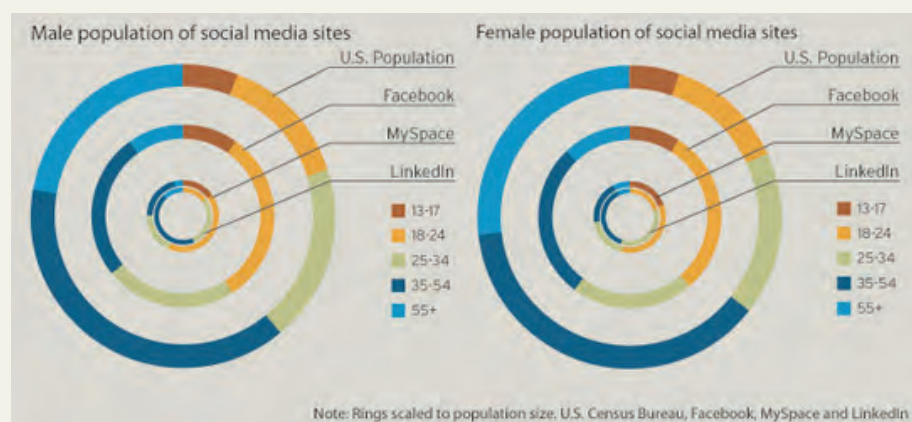 Male population of social media sites
U.S. Population
Facebook
MySpace
LinkedIn
13-17
18-24
25-34
35-54
55+
Female population of social media sites
U.S. Population
Facebook
MySpace
LinkedIn
13-17
18-24
25-34
35-54
55+
Note: Rings scaled to population size. U.S. Census Bureau, Facebook, MySpace and LinkedIn